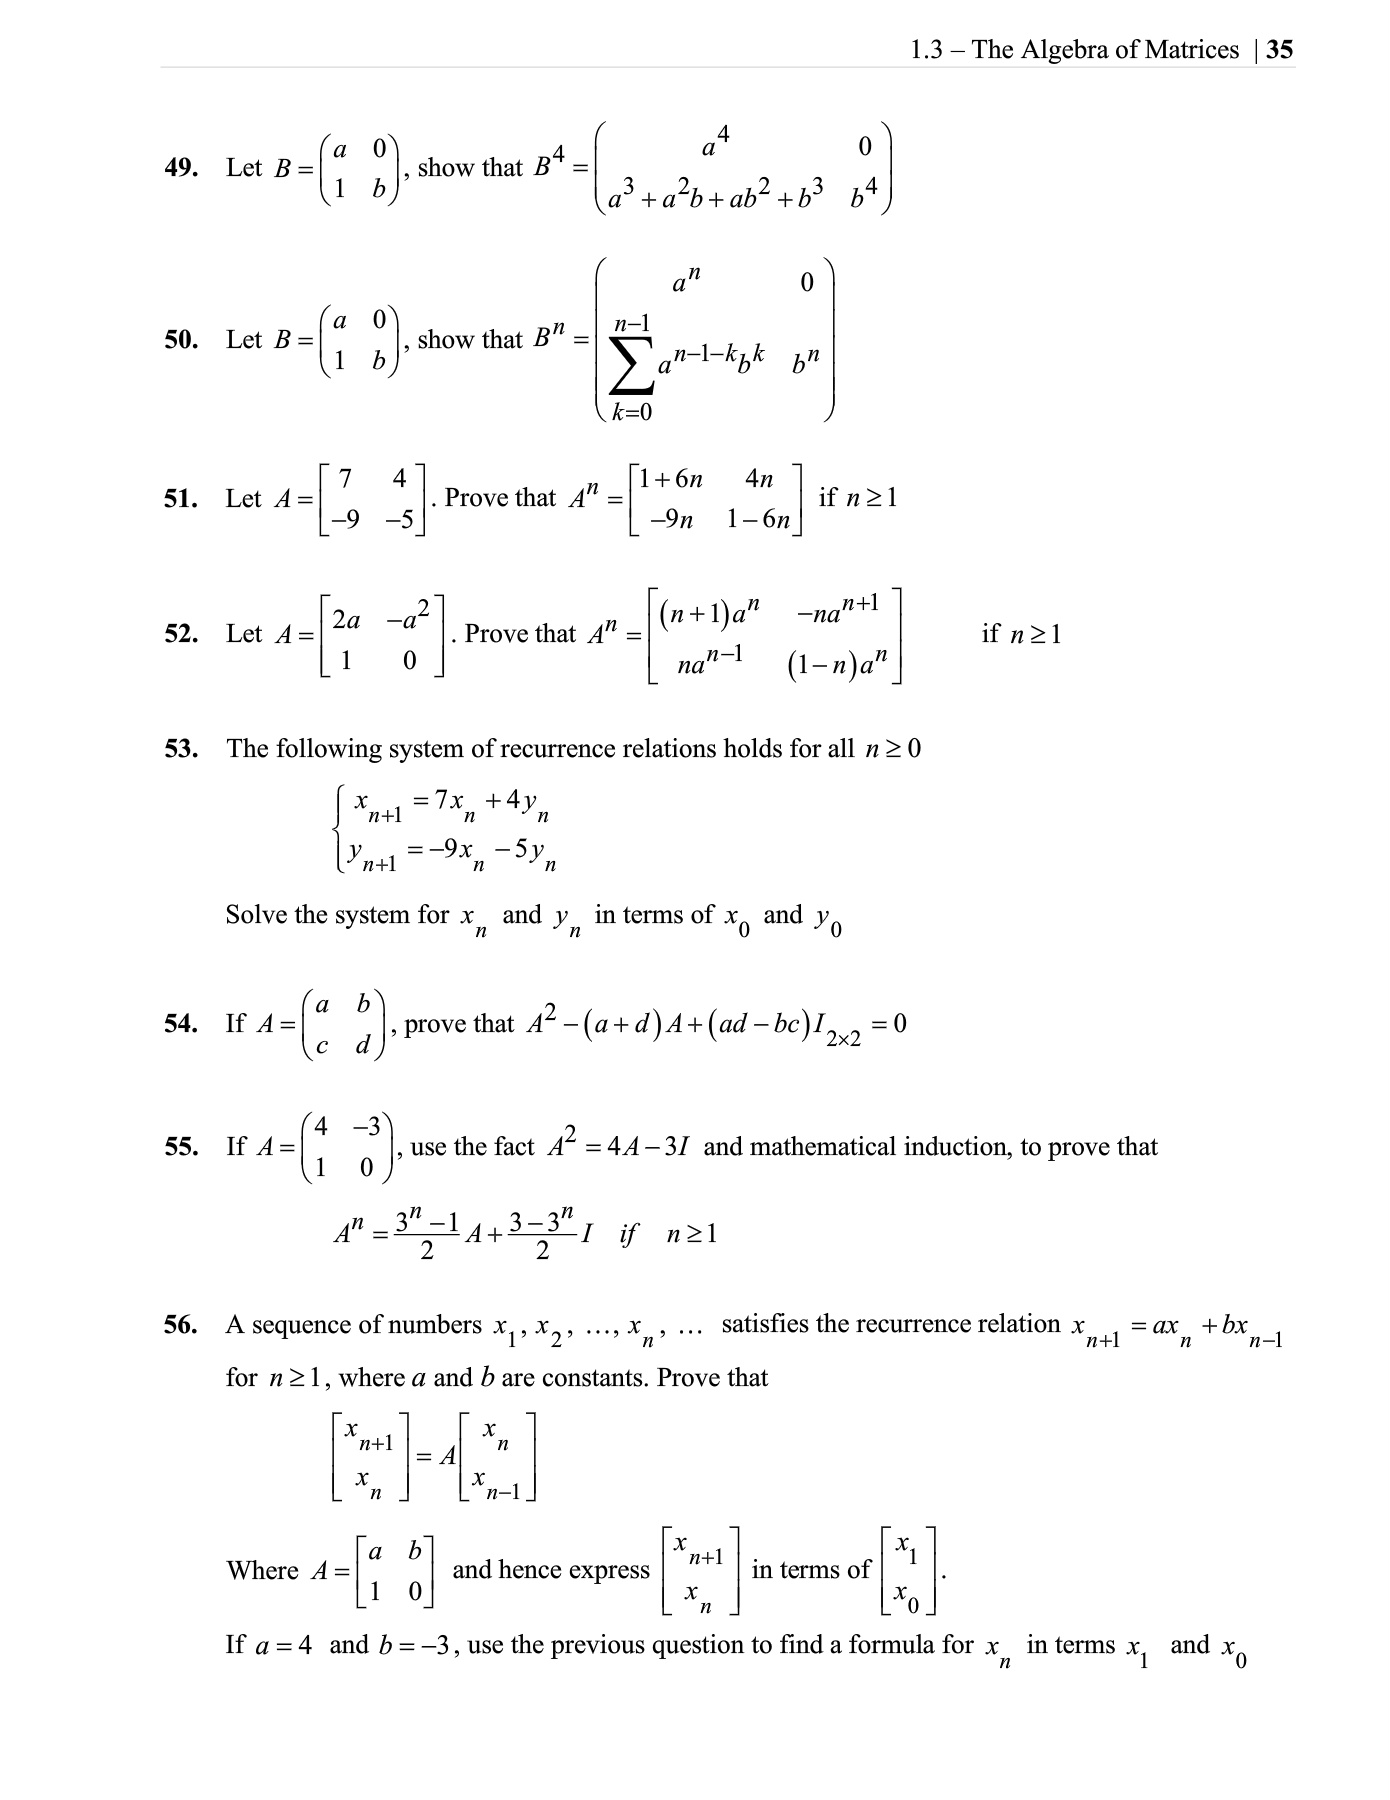 1.3 – The Algebra of Matrices | 35
49. Let B = \begin{pmatrix} a & 0 \\ 1 & b \end{pmatrix}, show that B^4 = \begin{pmatrix} a^4 & 0 \\ a^3 + a^2b + ab^2 + b^3 & b^4 \end{pmatrix}
50. Let B = \begin{pmatrix} a & 0 \\ 1 & b \end{pmatrix}, show that B^n = \begin{pmatrix} a^n & 0 \\ \sum_{k=0}^{n-1} a^{n-1-k}b^k & b^n \end{pmatrix}
51. Let A = \begin{bmatrix} 7 & 4 \\ -9 & -5 \end{bmatrix}. Prove that A^n = \begin{bmatrix} 1+6n & 4n \\ -9n & 1-6n \end{bmatrix} if n ≥ 1
52. Let A = \begin{bmatrix} 2a & -a^2 \\ 1 & 0 \end{bmatrix}. Prove that A^n = \begin{bmatrix} (n+1)a^n & -na^{n+1} \\ na^{n-1} & (1-n)a^n \end{bmatrix} if n ≥ 1
53. The following system of recurrence relations holds for all n ≥ 0
\begin{cases} x_{n+1} = 7x_n + 4y_n \\ y_{n+1} = -9x_n - 5y_n \end{cases}
Solve the system for x_n and y_n in terms of x_0 and y_0
54. If A = \begin{pmatrix} a & b \\ c & d \end{pmatrix}, prove that A^2 - (a+d)A + (ad-bc)I_{2×2} = 0
55. If A = \begin{pmatrix} 4 & -3 \\ 1 & 0 \end{pmatrix}, use the fact A^2 = 4A - 3I and mathematical induction, to prove that
A^n = \frac{3^n - 1}{2} A + \frac{3 - 3^n}{2} I if n ≥ 1
56. A sequence of numbers x_1, x_2, …, x_n, … satisfies the recurrence relation x_{n+1} = ax_n + bx_{n-1}
for n ≥ 1, where a and b are constants. Prove that
\begin{bmatrix} x_{n+1} \\ x_n \end{bmatrix} = A \begin{bmatrix} x_n \\ x_{n-1} \end{bmatrix}
Where A = \begin{bmatrix} a & b \\ 1 & 0 \end{bmatrix} and hence express \begin{bmatrix} x_{n+1} \\ x_n \end{bmatrix} in terms of \begin{bmatrix} x_1 \\ x_0 \end{bmatrix}.
If a = 4 and b = −3, use the previous question to find a formula for x_n in terms x_1 and x_0